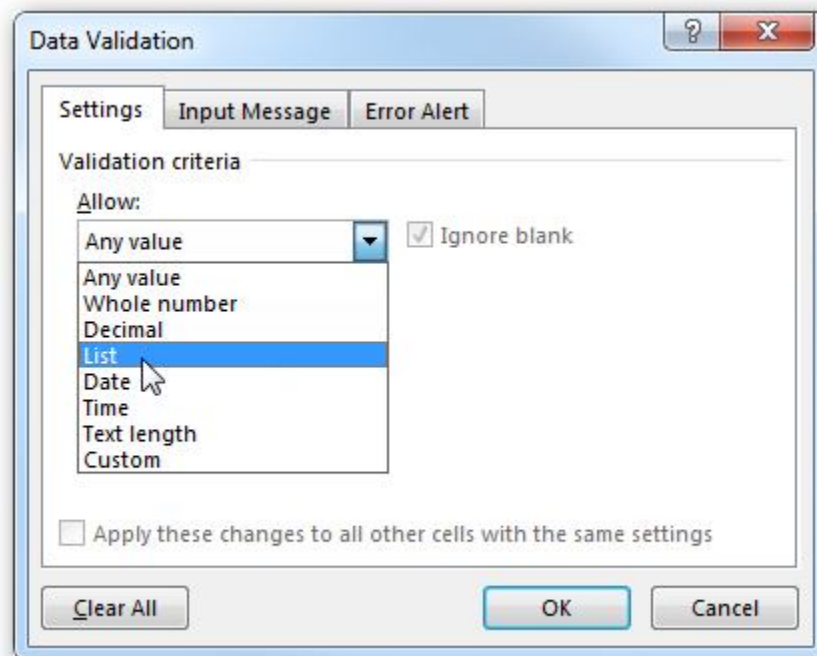 Data Validation
?
X
Settings
Input Message
Error Alert
Validation criteria
Allow:
Any value
Ignore blank
Any value
Whole number
Decimal
List
Date
Time
Text length
Custom
Apply these changes to all other cells with the same settings
Clear All
OK
Cancel